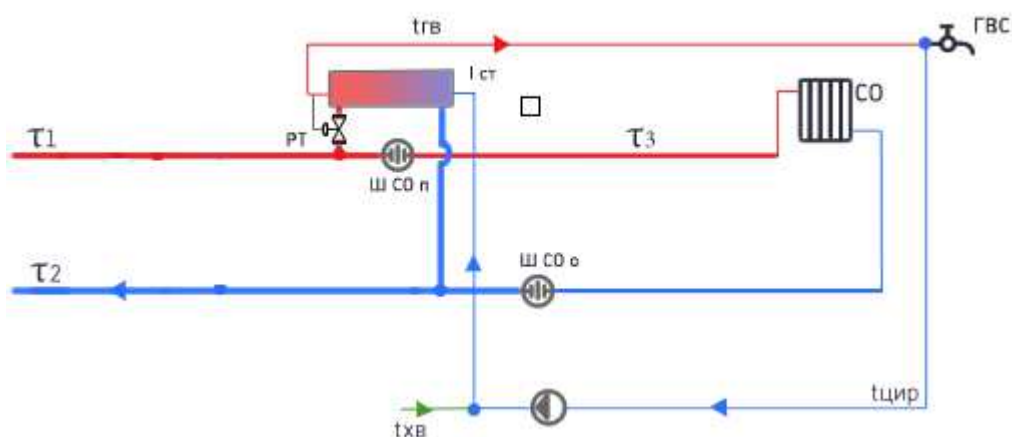 tгв
ГВС
I ст
СО
РТ
τ1
τ3
Ш СО п
τ2
Ш СО о
tцир
tхв